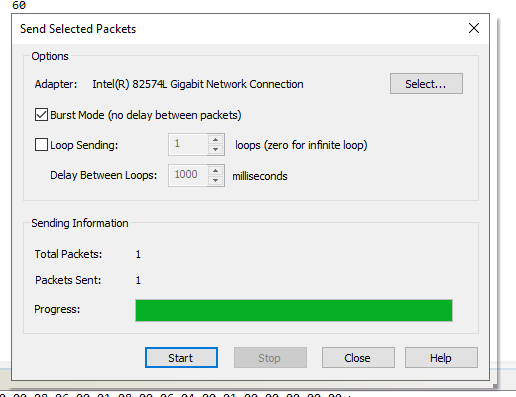 60
Send Selected Packets
Options
Adapter: Intel(R) 82574L Gigabit Network Connection Select...
Burst Mode (no delay between packets)
Loop Sending: 1 loops (zero for infinite loop)
Delay Between Loops: 1000 milliseconds
Sending Information
Total Packets: 1
Packets Sent: 1
Progress:
Start Stop Close Help